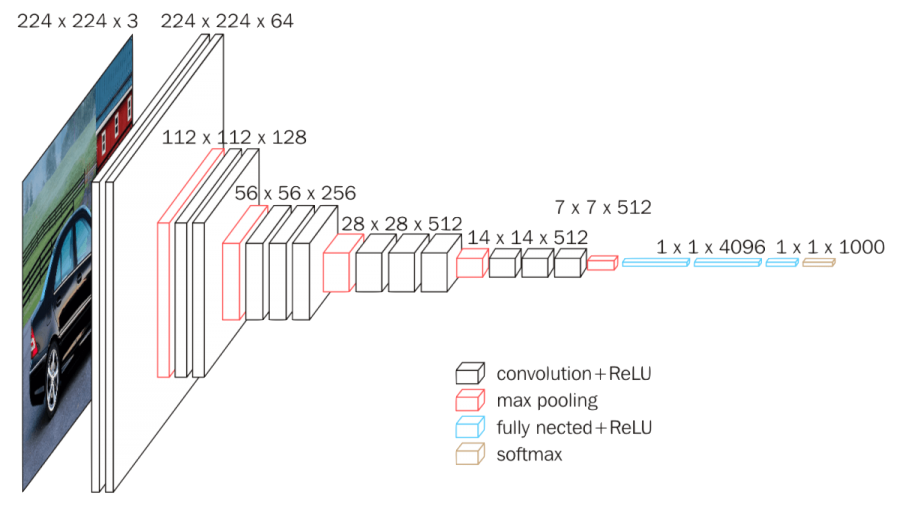 224 x 224 x 3
224 x 224 x 64
112 x 112 x 128
56 x 56 x 256
28 x 28 x 512
14 x 14 x 512
7 x 7 x 512
1 x 1 x 4096
1 x 1 x 1000
convolution+ReLU
max pooling
fully nected+ReLU
softmax